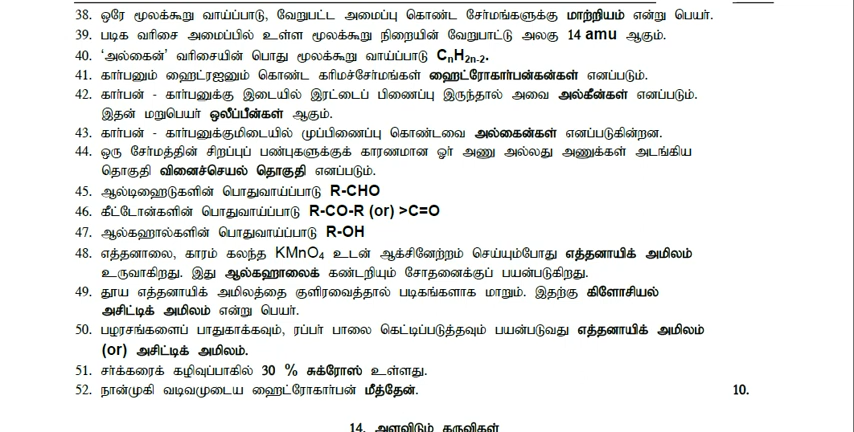 38. ஒரே மூலக்கூறு வாய்ப்பாடு, வேறுபட்ட அமைப்பு கொண்ட சேர்மங்களுக்கு மாற்றியம் என்று பெயர்.
39. படிக வரிசை அமைப்பில் உள்ள மூலக்கூறு நிறையின் வேறுபாட்டு அலகு 14 amu ஆகும்.
40. ‘அல்கைன்’ வரிசையின் பொது மூலக்கூறு வாய்ப்பாடு CₙH₂ₙ₋₂.
41. கார்பனும் ஹைட்ரஜனும் கொண்ட கரிமச்சேர்மங்கள் ஹைட்ரோகார்பன்கன்கள் எனப்படும்.
42. கார்பன் - கார்பனுக்கு இடையில் இரட்டைப் பிணைப்பு இருந்தால் அவை அல்கீன்கள் எனப்படும்.
இதன் மறுபெயர் ஒலீப்பீன்கள் ஆகும்.
43. கார்பன் - கார்பனுக்குமிடையில் முப்பிணைப்பு கொண்டவை அல்கைன்கள் எனப்படுகின்றன.
44. ஒரு சேர்மத்தின் சிறப்புப் பண்புகளுக்குக் காரணமான ஓர் அணு அல்லது அணுக்கள் அடங்கிய
தொகுதி வினைச்செயல் தொகுதி எனப்படும்.
45. ஆல்டிஹைடுகளின் பொதுவாய்ப்பாடு R-CHO
46. கீட்டோன்களின் பொதுவாய்ப்பாடு R-CO-R (or) >C=O
47. ஆல்கஹால்களின் பொதுவாய்ப்பாடு R-OH
48. எத்தனாலை, காரம் கலந்த KMnO₄ உடன் ஆக்சினேற்றம் செய்யும்போது எத்தனாயிக் அமிலம்
உருவாகிறது. இது ஆல்கஹாலைக் கண்டறியும் சோதனைக்குப் பயன்படுகிறது.
49. தூய எத்தனாயிக் அமிலத்தை குளிரவைத்தால் படிகங்களாக மாறும். இதற்கு கிளோசியல்
அசிட்டிக் அமிலம் என்று பெயர்.
50. பழரசங்களைப் பாதுகாக்கவும், ரப்பர் பாலை கெட்டிப்படுத்தவும் பயன்படுவது எத்தனாயிக் அமிலம்
(or) அசிட்டிக் அமிலம்.
51. சர்க்கரைக் கழிவுப்பாகில் 30 % சுக்ரோஸ் உள்ளது.
52. நான்முகி வடிவமுடைய ஹைட்ரோகார்பன் மீத்தேன். 10.
14. அளவிடும் கருவிகள்